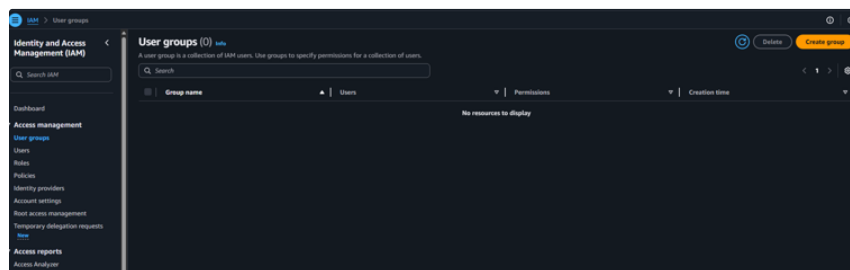 IAM > User groups
Identity and Access Management (IAM)
Search IAM
Dashboard
Access management
User groups
Users
Roles
Policies
Identity providers
Account settings
Root access management
Temporary delegation requests
New
Access reports
Access Analyzer
User groups (0) Info
A user group is a collection of IAM users. Use groups to specify permissions for a collection of users.
Delete
Create group
Search
1
Group name
Users
Permissions
Creation time
No resources to display